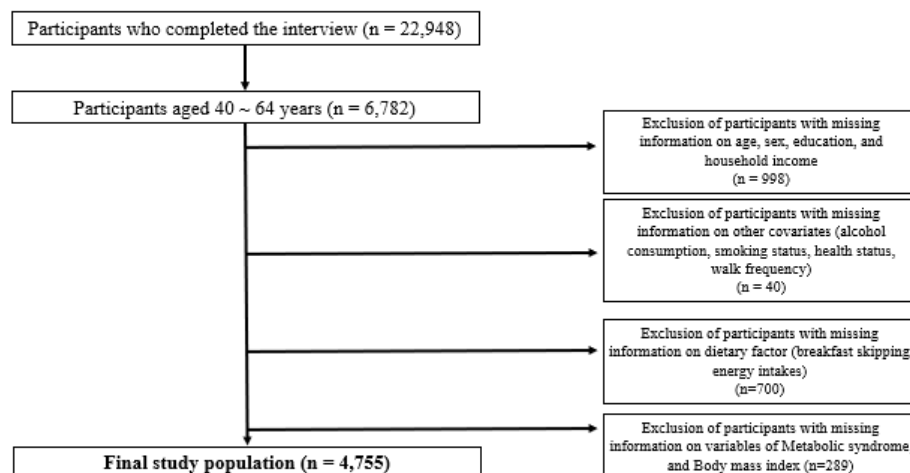 Participants who completed the interview (n = 22,948)
Participants aged 40 ~ 64 years (n = 6,782)
Exclusion of participants with missing
information on age, sex, education, and
household income
(n = 998)
Exclusion of participants with missing
information on other covariates (alcohol
consumption, smoking status, health status,
walk frequency)
(n = 40)
Exclusion of participants with missing
information on dietary factor (breakfast skipping
energy intakes)
(n=700)
Exclusion of participants with missing
information on variables of Metabolic syndrome
and Body mass index (n=289)
Final study population (n = 4,755)